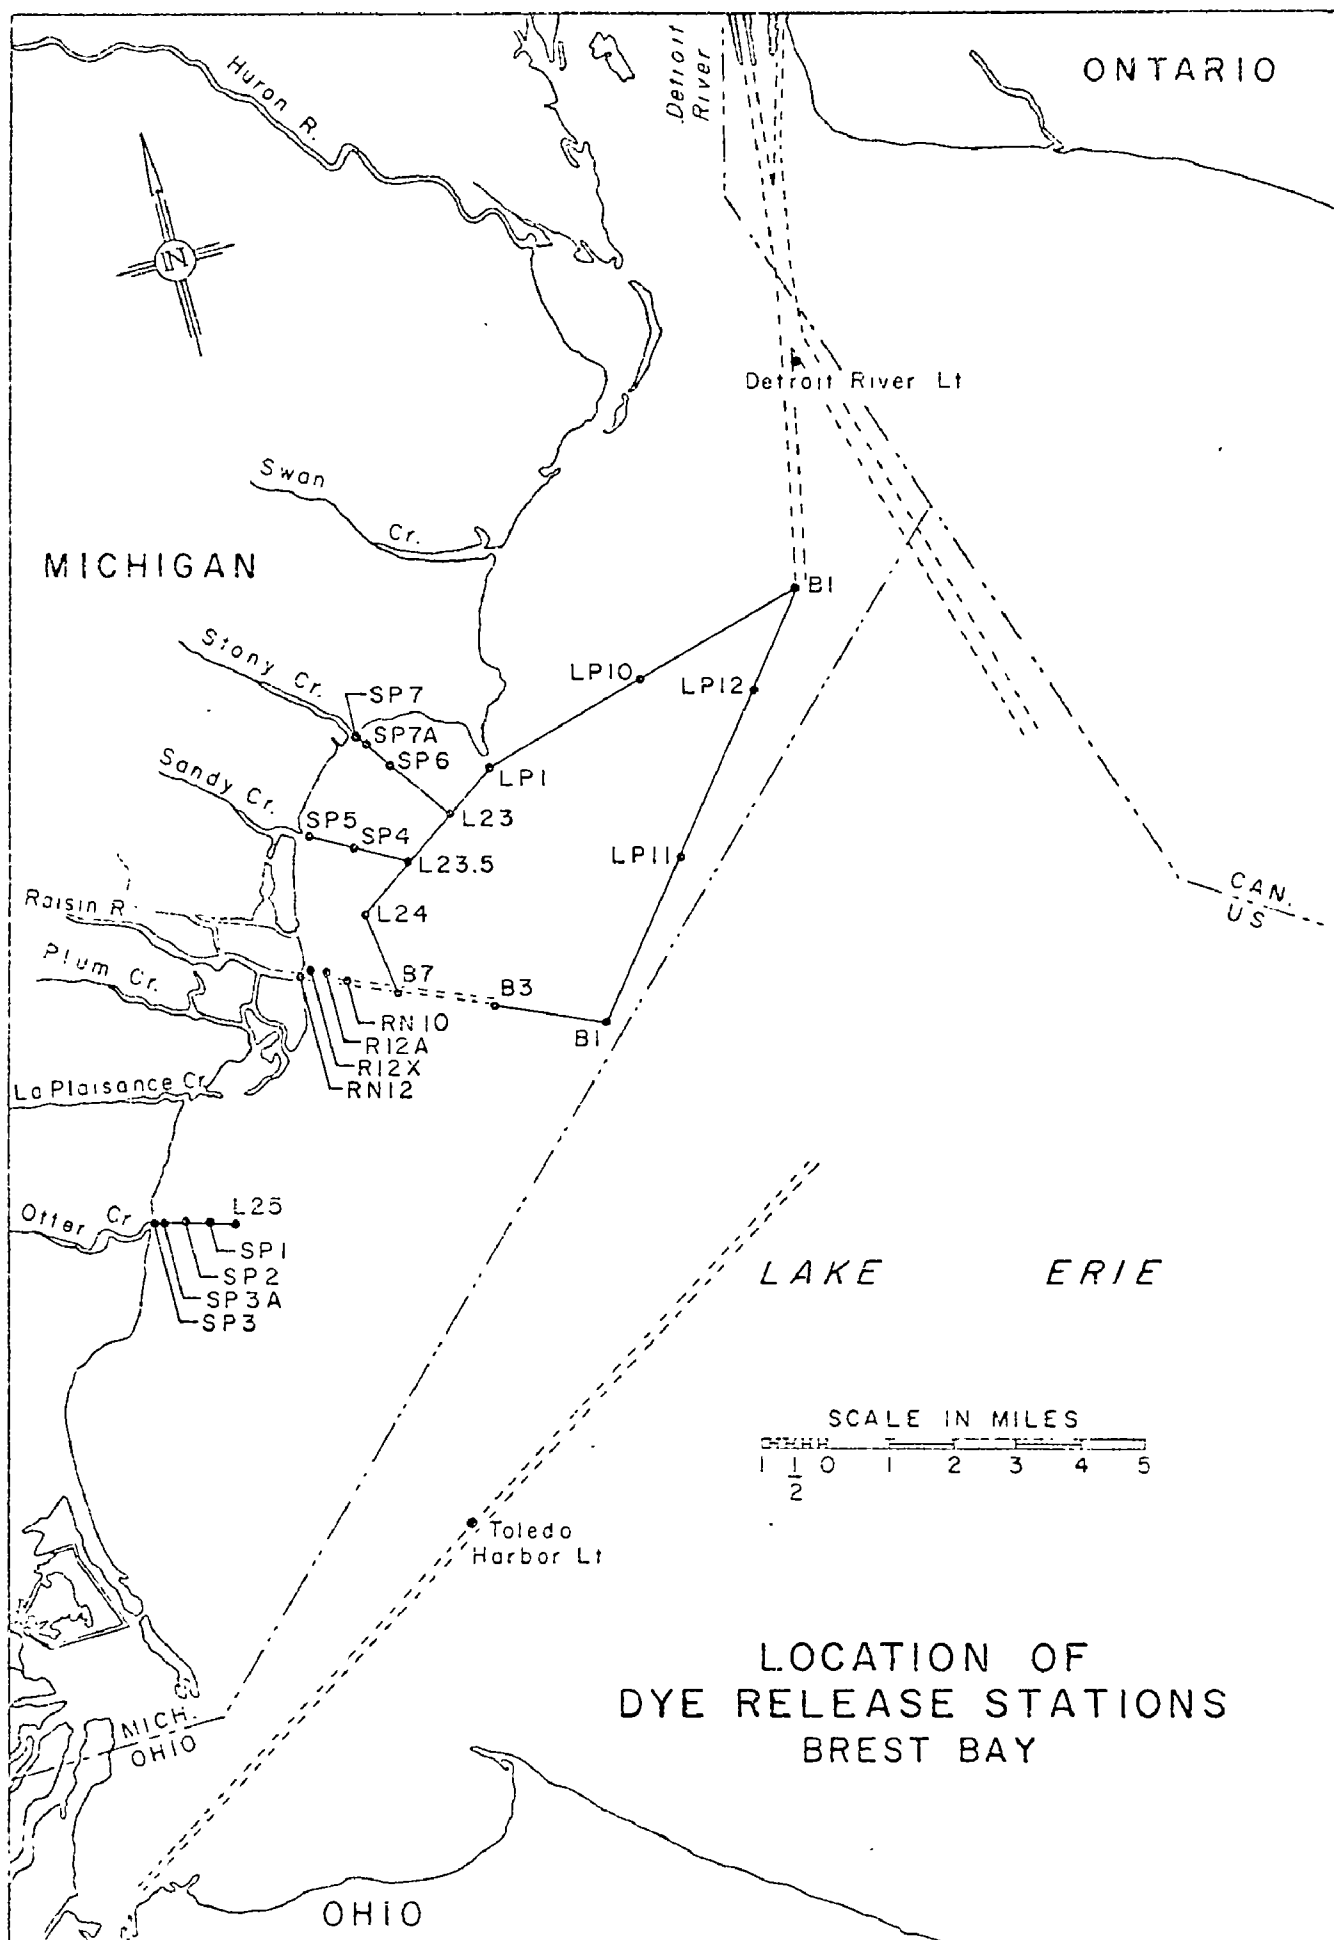 Huron R.
Detroit
River
ONTARIO
N
Detroit River Lt
Swan
Cr.
MICHIGAN
B1
Stony Cr.
LP10
LP12
SP7
SP7A
SP6
LP1
Sandy Cr.
L23
SP5
SP4
L23.5
LP11
CAN.
US
Raisin R.
L24
Plum Cr.
B7
B3
B1
RN10
R12A
R12X
RN12
La Plaisance Cr
Otter Cr
L25
SP1
SP2
SP3A
SP3
LAKE ERIE
SCALE IN MILES
1 1/2 0 1 2 3 4 5
Toledo
Harbor Lt
LOCATION OF
DYE RELEASE STATIONS
BREST BAY
MICH.
OHIO
OHIO